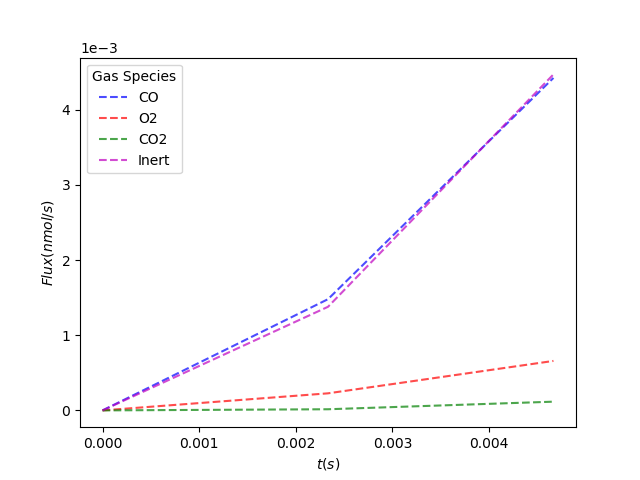 1e−3
Gas Species
CO
O2
CO2
Inert
4
3
2
1
0
Flux(nmol/s)
0.000 0.001 0.002 0.003 0.004
t(s)